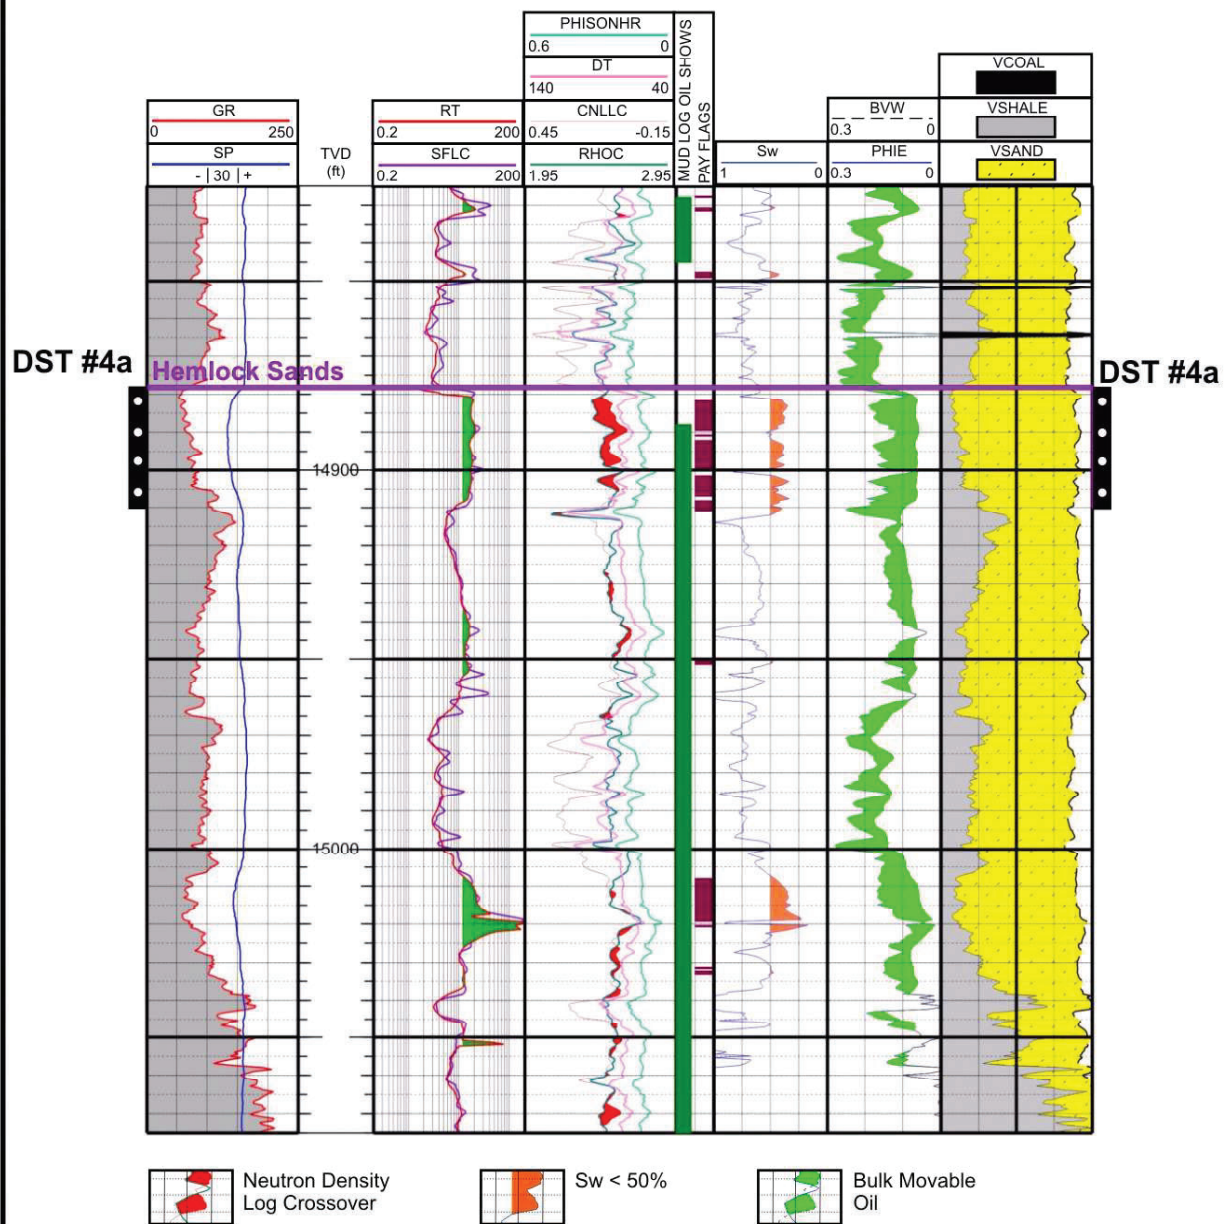 PHISONHR
0.6 0
DT
140 40
CNLLC
0.45 -0.15
RHOC
1.95 2.95
MUD LOG OIL SHOWS
PAY FLAGS
VCOAL
VSHALE
VSAND
GR
0 250
SP
- | 30 | +
TVD
(ft)
RT
0.2 200
SFLC
0.2 200
Sw
1 0
BVW
0.3 0
PHIE
0.3 0
DST #4a
Hemlock Sands
DST #4a
14900
15000
Neutron Density
Log Crossover
Sw < 50%
Bulk Movable
Oil